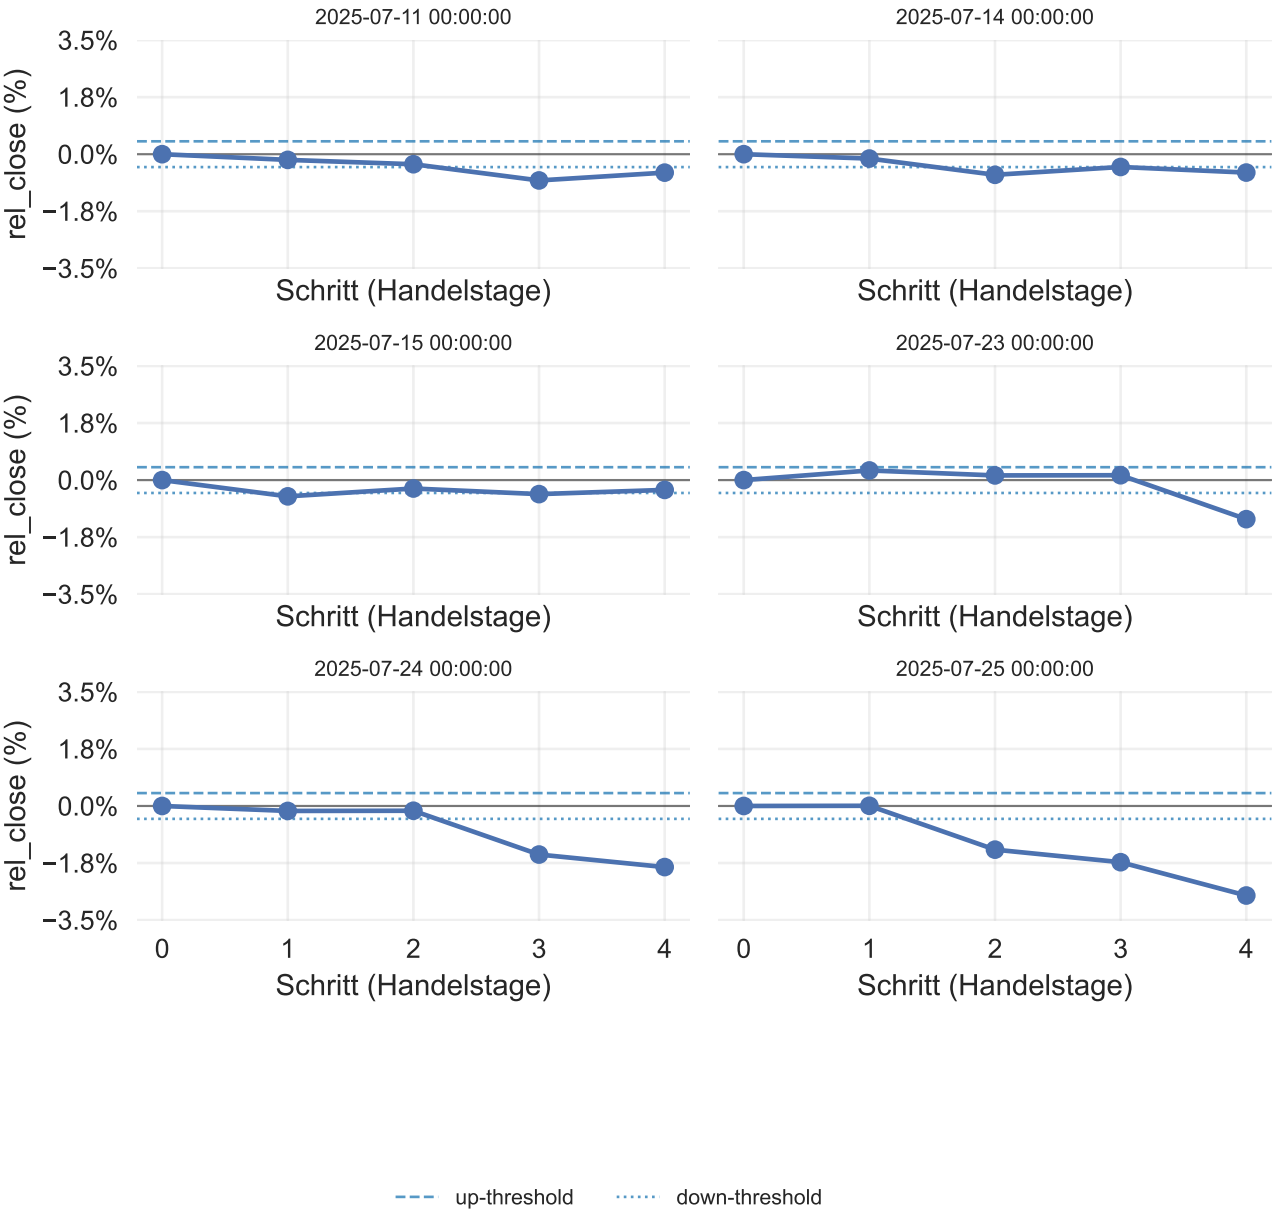 2025-07-11 00:00:00
2025-07-14 00:00:00
3.5%
1.8%
0.0%
−1.8%
−3.5%
rel_close (%)
Schritt (Handelstage)
Schritt (Handelstage)
2025-07-15 00:00:00
2025-07-23 00:00:00
3.5%
1.8%
0.0%
−1.8%
−3.5%
rel_close (%)
Schritt (Handelstage)
Schritt (Handelstage)
2025-07-24 00:00:00
2025-07-25 00:00:00
3.5%
1.8%
0.0%
−1.8%
−3.5%
rel_close (%)
0 1 2 3 4
0 1 2 3 4
Schritt (Handelstage)
Schritt (Handelstage)
up-threshold
down-threshold